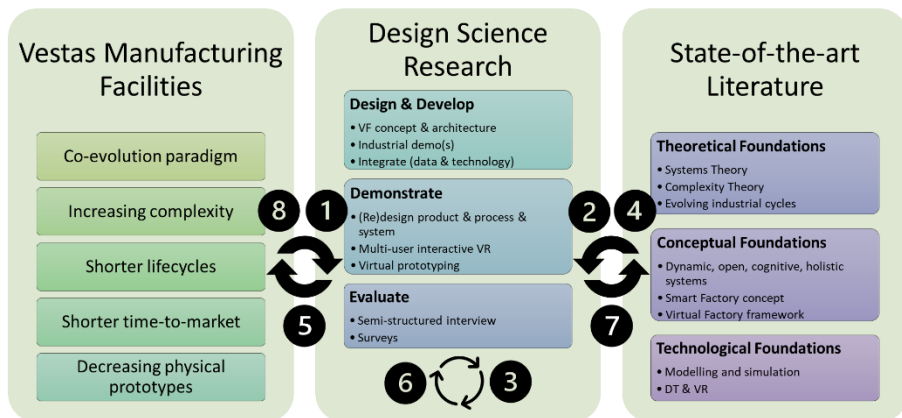 Vestas Manufacturing
Facilities
Co-evolution paradigm
Increasing complexity
Shorter lifecycles
Shorter time-to-market
Decreasing physical
prototypes
8
1
5
Design Science
Research
Design & Develop
• VF concept & architecture
• Industrial demo(s)
• Integrate (data & technology)
Demonstrate
• (Re)design product & process &
system
• Multi-user interactive VR
• Virtual prototyping
Evaluate
• Semi-structured interview
• Surveys
6
3
2
4
7
State-of-the-art
Literature
Theoretical Foundations
• Systems Theory
• Complexity Theory
• Evolving industrial cycles
Conceptual Foundations
• Dynamic, open, cognitive, holistic
systems
• Smart Factory concept
• Virtual Factory framework
Technological Foundations
• Modelling and simulation
• DT & VR